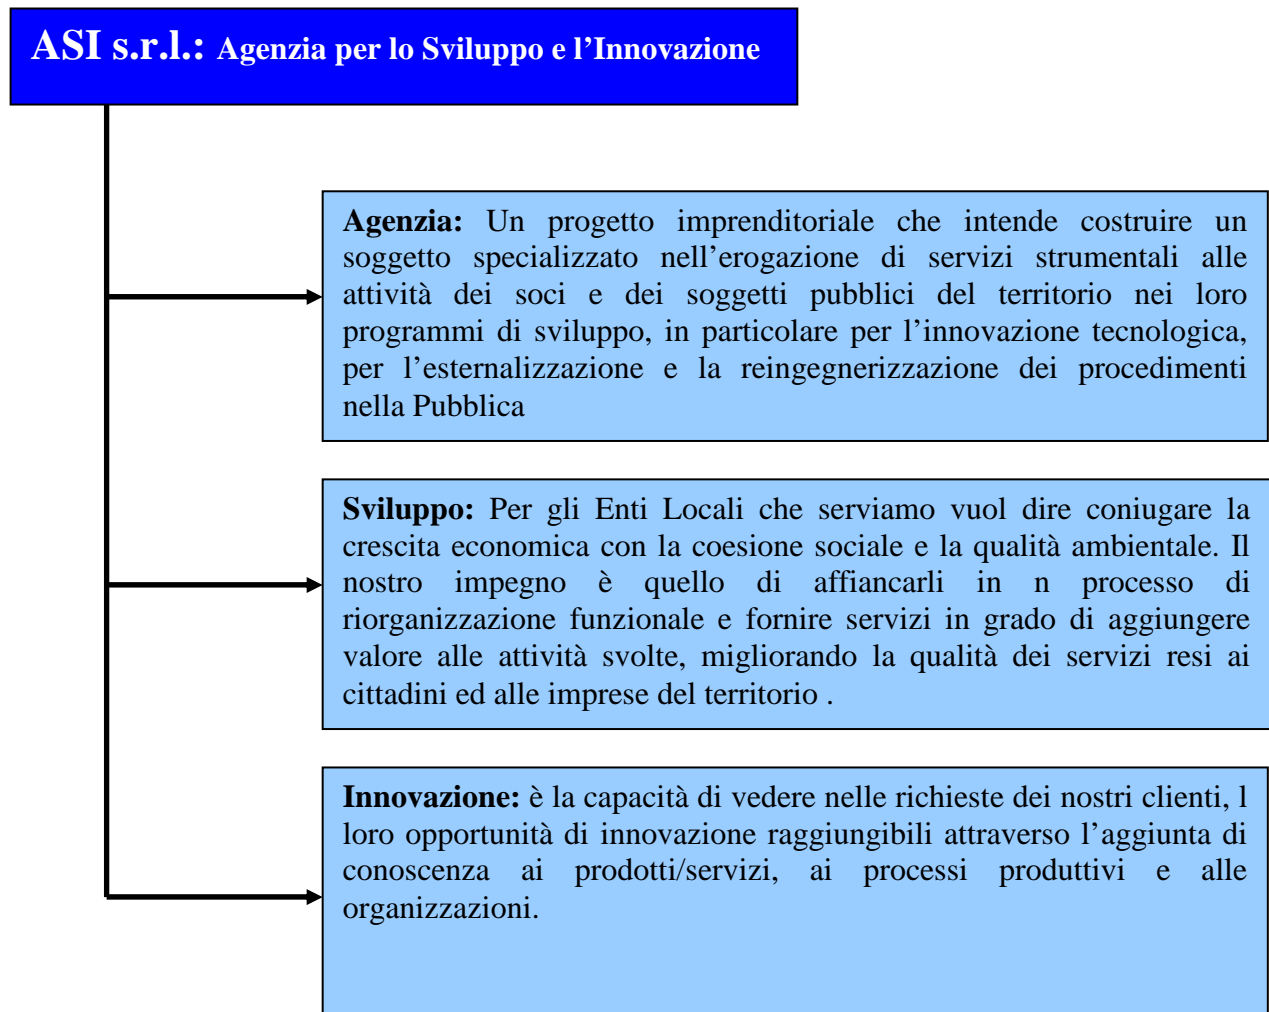 ASI s.r.l.: Agenzia per lo Sviluppo e l’Innovazione
Agenzia: Un progetto imprenditoriale che intende costruire un
soggetto specializzato nell’erogazione di servizi strumentali alle
attività dei soci e dei soggetti pubblici del territorio nei loro
programmi di sviluppo, in particolare per l’innovazione tecnologica,
per l’esternalizzazione e la reingegnerizzazione dei procedimenti
nella Pubblica
Sviluppo: Per gli Enti Locali che serviamo vuol dire coniugare la
crescita economica con la coesione sociale e la qualità ambientale. Il
nostro impegno è quello di affiancarli in n processo di
riorganizzazione funzionale e fornire servizi in grado di aggiungere
valore alle attività svolte, migliorando la qualità dei servizi resi ai
cittadini ed alle imprese del territorio .
Innovazione: è la capacità di vedere nelle richieste dei nostri clienti, l
loro opportunità di innovazione raggiungibili attraverso l’aggiunta di
conoscenza ai prodotti/servizi, ai processi produttivi e alle
organizzazioni.